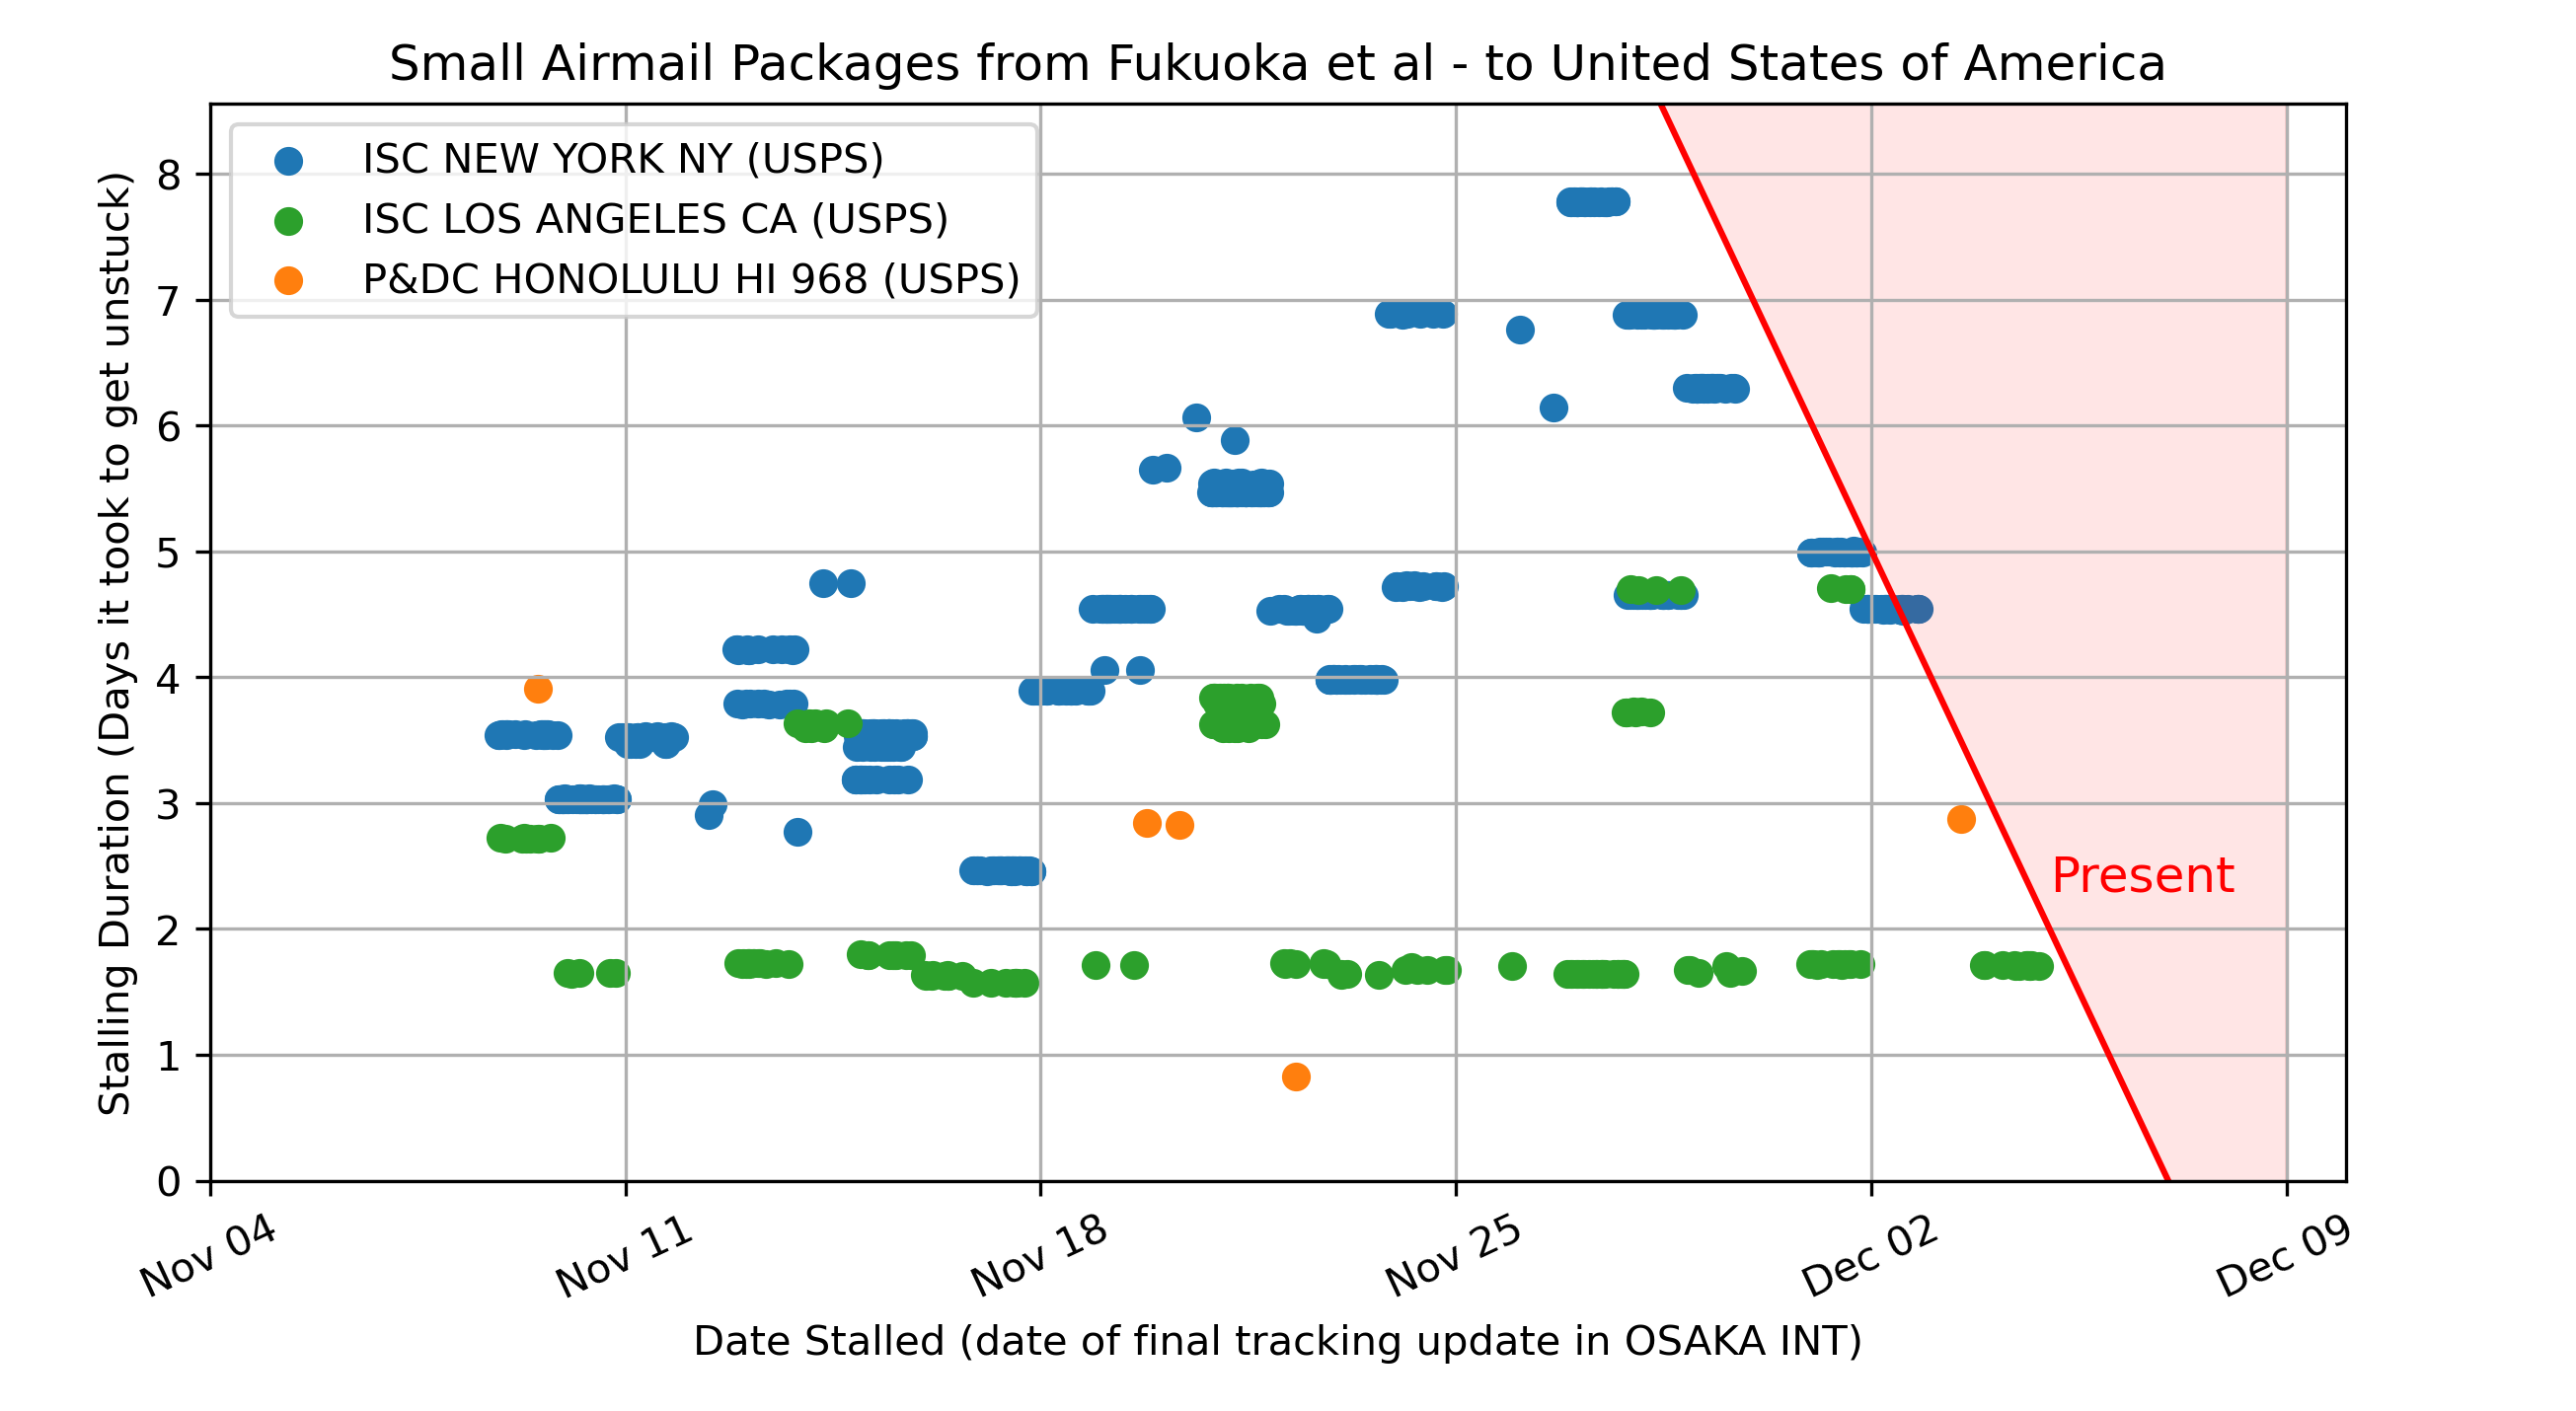 Small Airmail Packages from Fukuoka et al - to United States of America
ISC NEW YORK NY (USPS)
ISC LOS ANGELES CA (USPS)
P&DC HONOLULU HI 968 (USPS)
Stalling Duration (Days it took to get unstuck)
8
7
6
5
4
3
2
1
0
Present
Nov 04
Nov 11
Nov 18
Nov 25
Dec 02
Dec 09
Date Stalled (date of final tracking update in OSAKA INT)